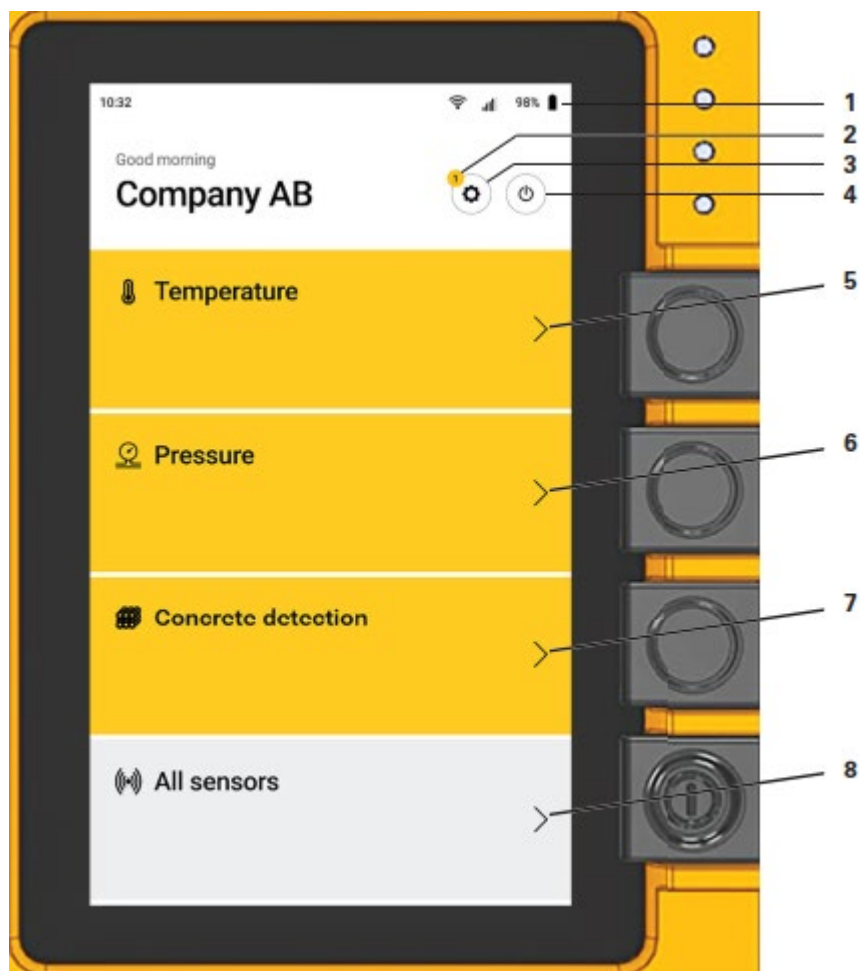 10:32
98%
1
2
Good morning
1
3
Company AB
4
Temperature
5
Pressure
6
Concrete detection
7
All sensors
8